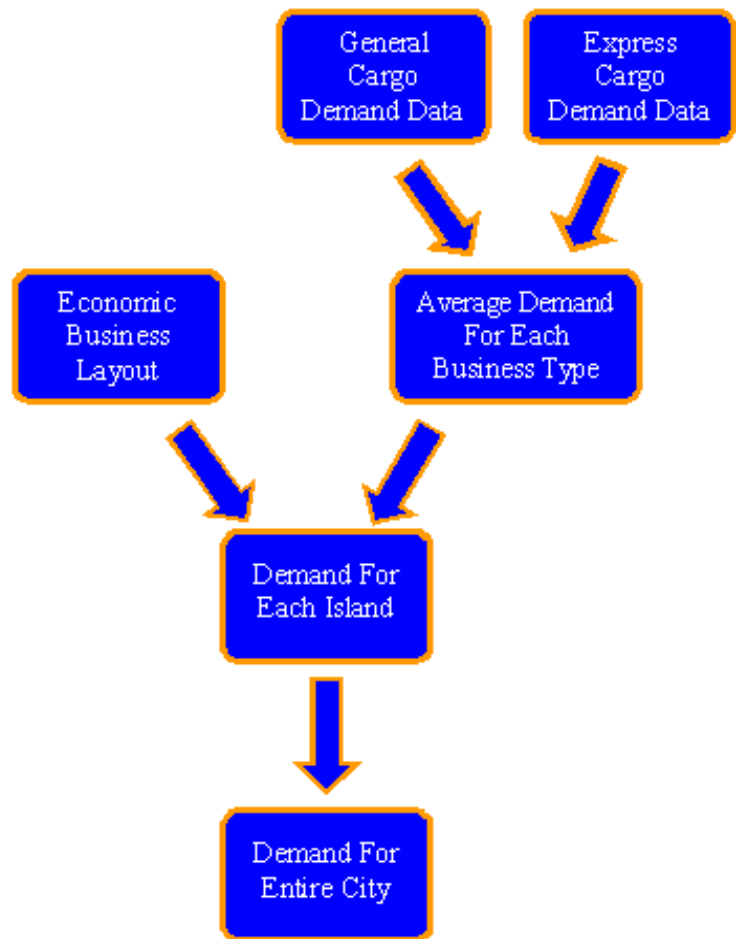 General
Cargo
Demand Data
Express
Cargo
Demand Data
Economic
Business
Layout
Average Demand
For Each
Business Type
Demand For
Each Island
Demand For
Entire City